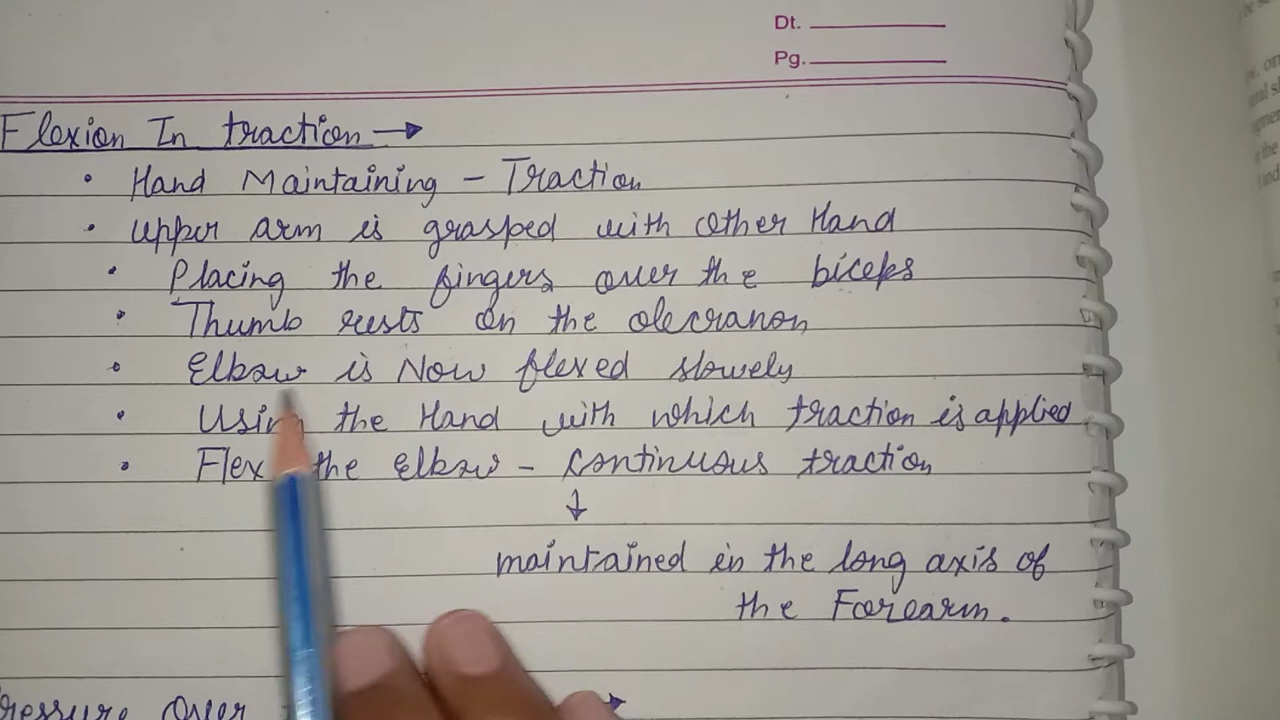 Dt.
Pg.
Flexion In traction →
• Hand Maintaining - Traction
• upper arm is grasped with other Hand
• Placing the fingers over the biceps
• Thumb rests on the olecranon
• Elbow is Now flexed slowely
• Using the Hand with which traction is applied
• Flex the elbow - continuous traction
↓
maintained in the long axis of
the Forearm.
ressure over